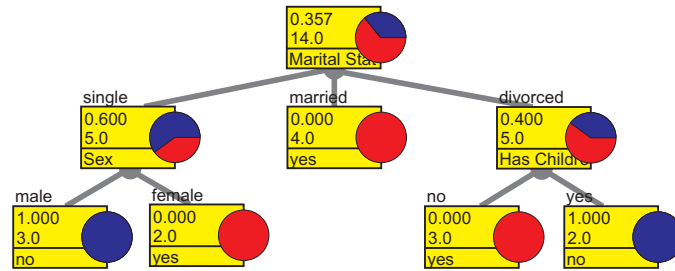 0.357
14.0
Marital Stat
single
married
divorced
0.600
5.0
Sex
0.000
4.0
yes
0.400
5.0
Has Childre
male
female
no
yes
1.000
3.0
no
0.000
2.0
yes
0.000
3.0
yes
1.000
2.0
no